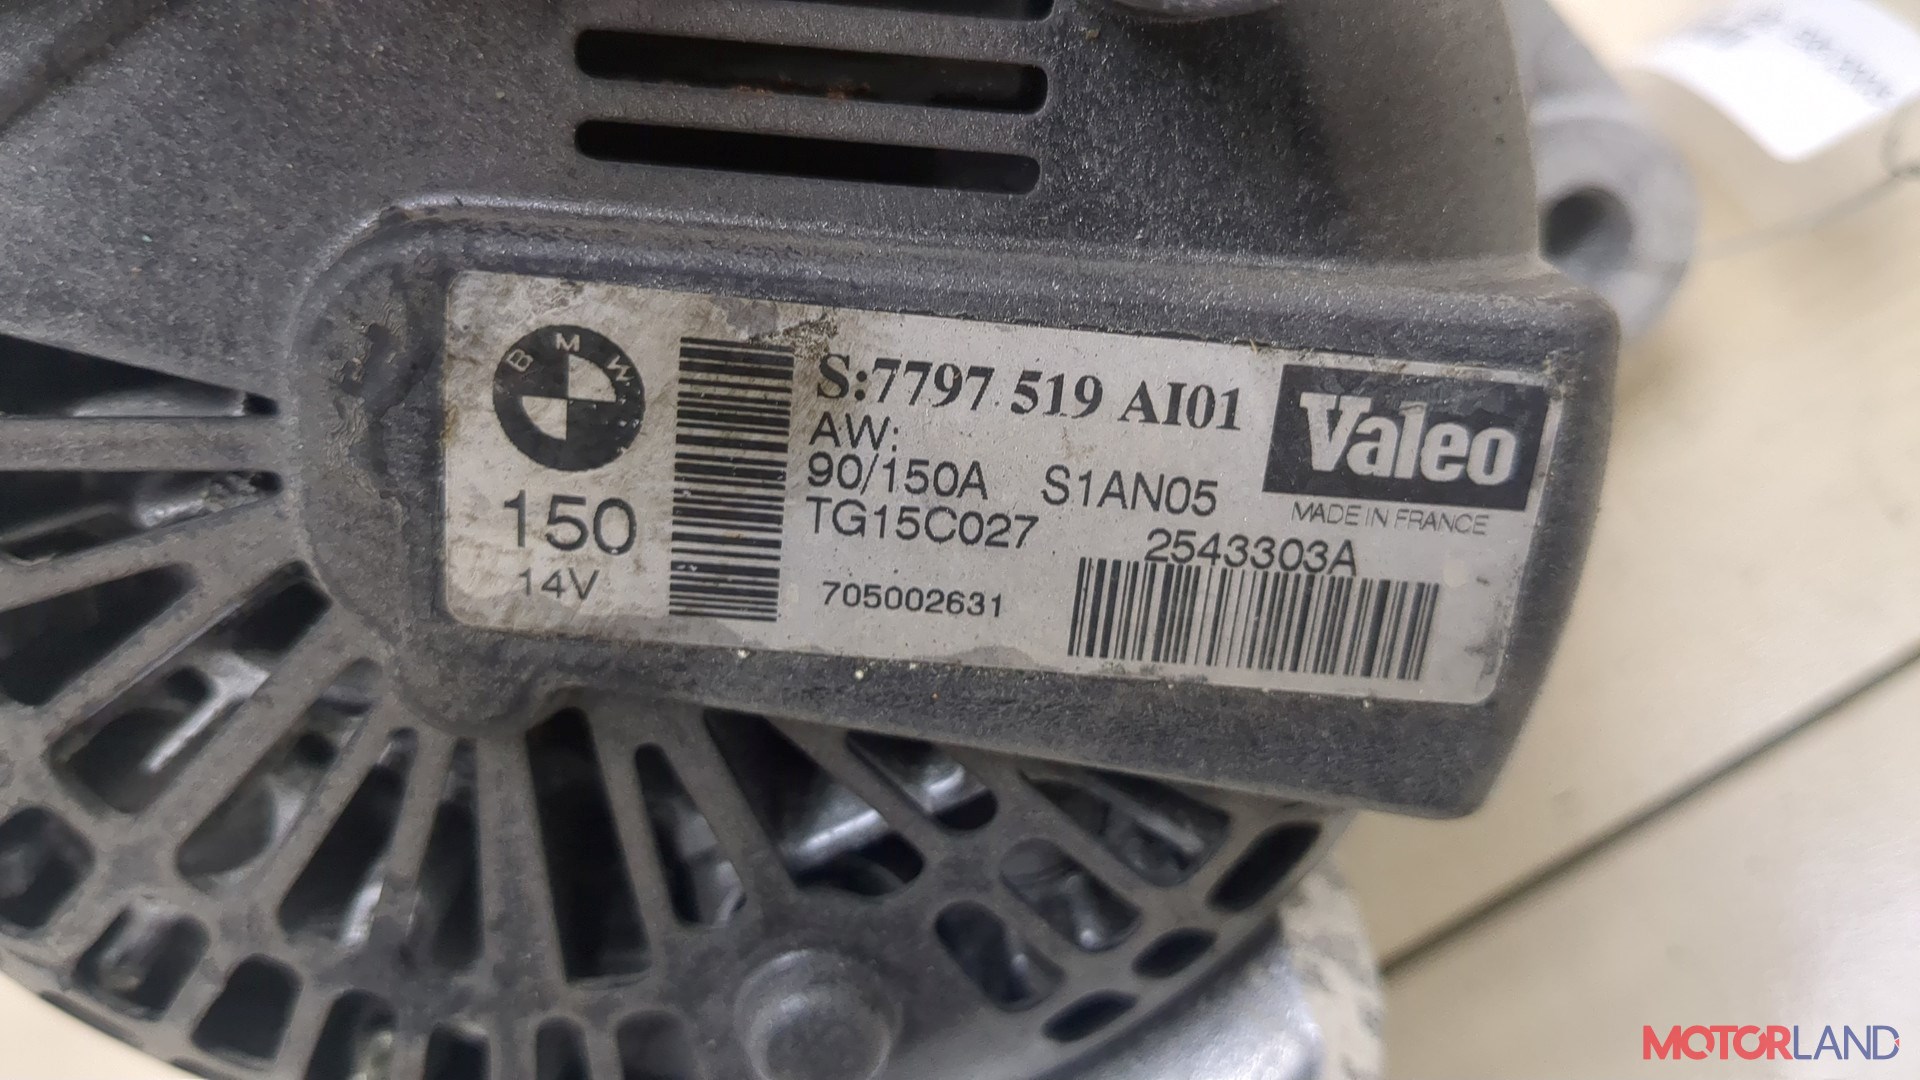 BMW
150
14V
S:7797 519 AI01
AW:
90/150A S1AN05
TG15C027
705002631
Valeo
MADE IN FRANCE
2543303A
MOTORLAND